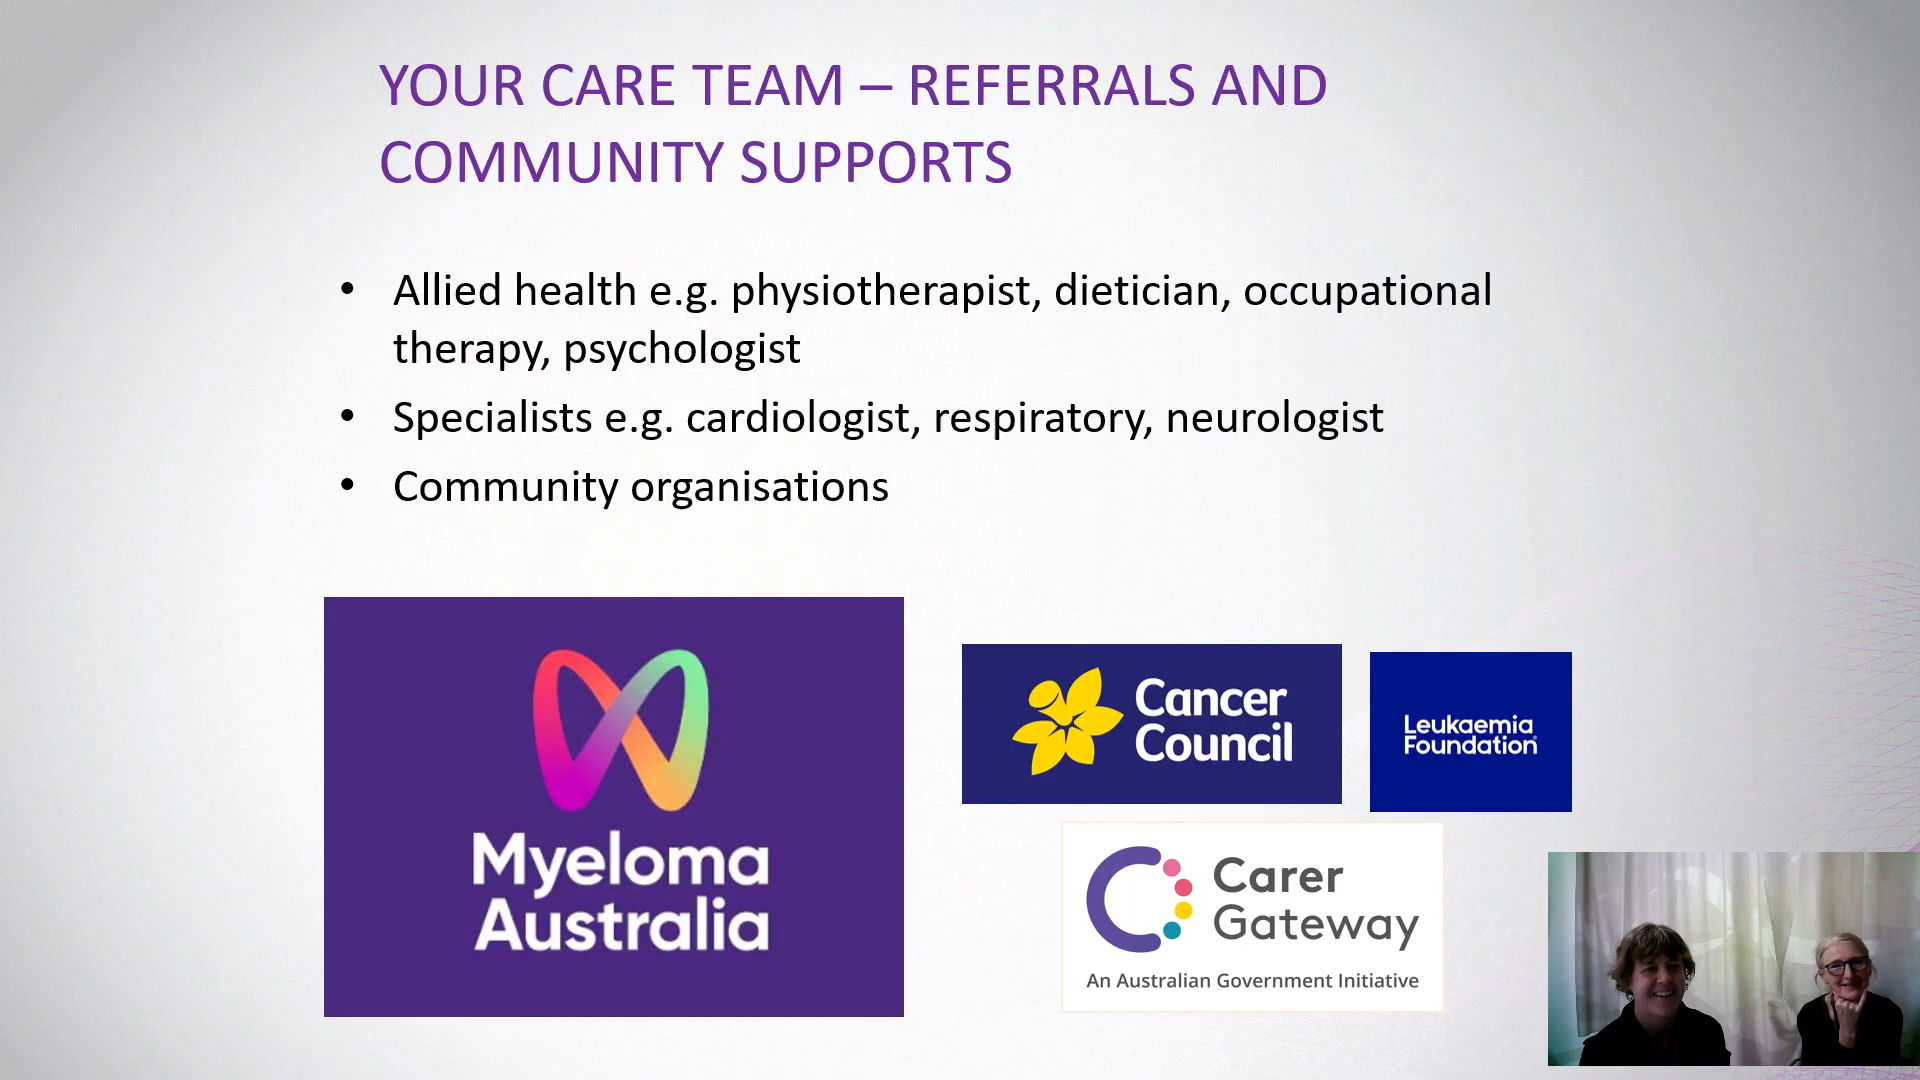 YOUR CARE TEAM – REFERRALS AND
COMMUNITY SUPPORTS
• Allied health e.g. physiotherapist, dietician, occupational
therapy, psychologist
• Specialists e.g. cardiologist, respiratory, neurologist
• Community organisations
Myeloma
Australia
Cancer
Council
Leukaemia
Foundation
Carer
Gateway
An Australian Government Initiative